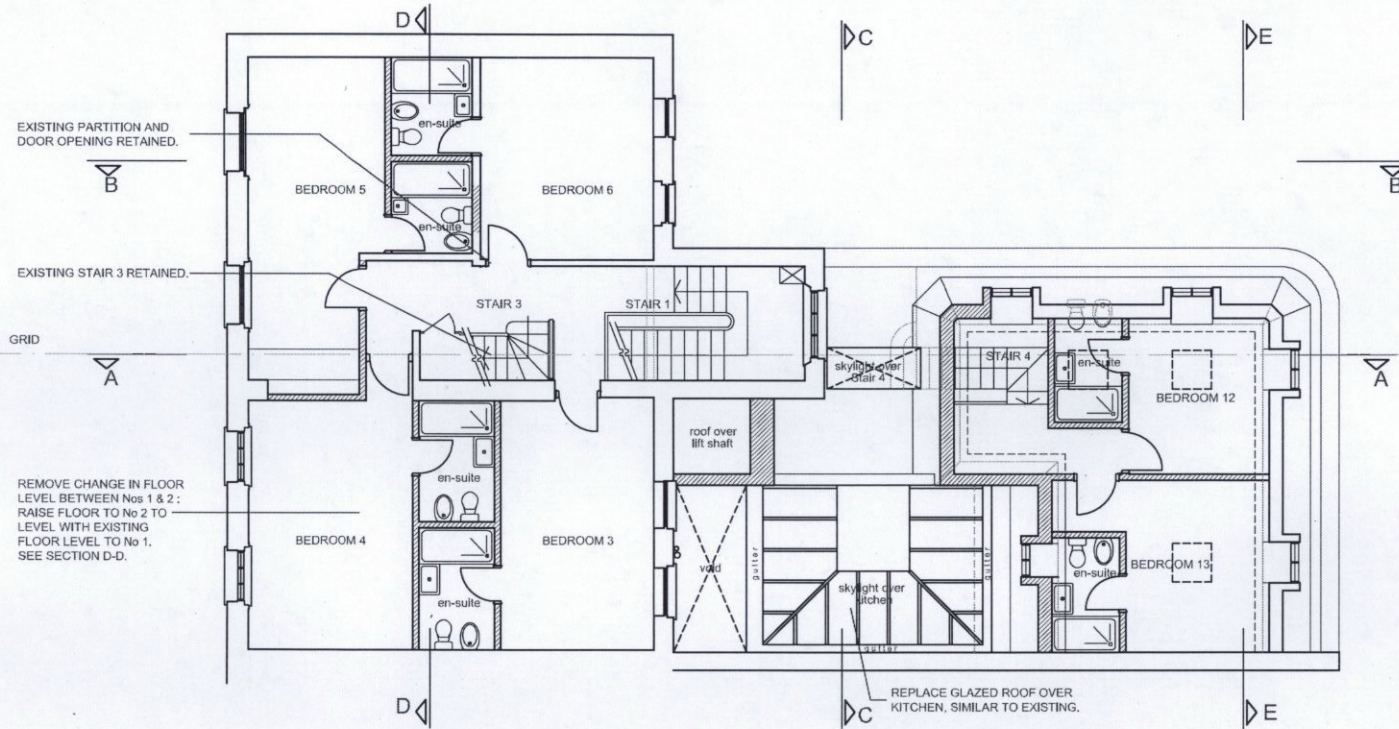 D
C
E
EXISTING PARTITION AND
DOOR OPENING RETAINED.
en-suite
B
B
BEDROOM 5
BEDROOM 6
en-suite
EXISTING STAIR 3 RETAINED.
STAIR 3
STAIR 1
GRID
A
A
STAIR 4
skylight over
Stair 4
en-suite
BEDROOM 12
roof over
lift shaft
REMOVE CHANGE IN FLOOR
LEVEL BETWEEN Nos 1 & 2 :
RAISE FLOOR TO No 2 TO
LEVEL WITH EXISTING
FLOOR LEVEL TO No 1.
SEE SECTION D-D.
en-suite
BEDROOM 4
BEDROOM 3
void
gutter
skylight over
kitchen
gutter
gutter
en-suite
BEDROOM 13
en-suite
REPLACE GLAZED ROOF OVER
KITCHEN, SIMILAR TO EXISTING.
D
C
E